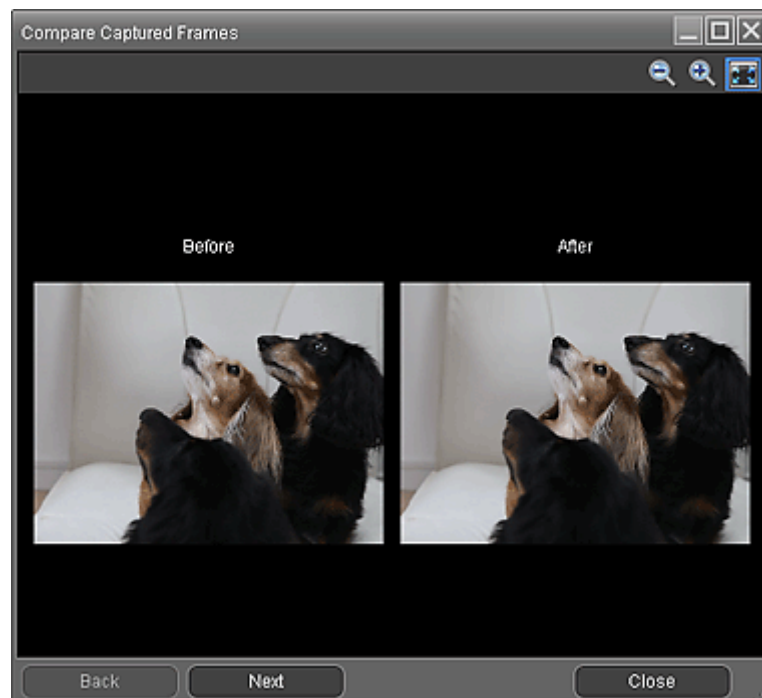 Compare Captured Frames
Before
After
Back
Next
Close